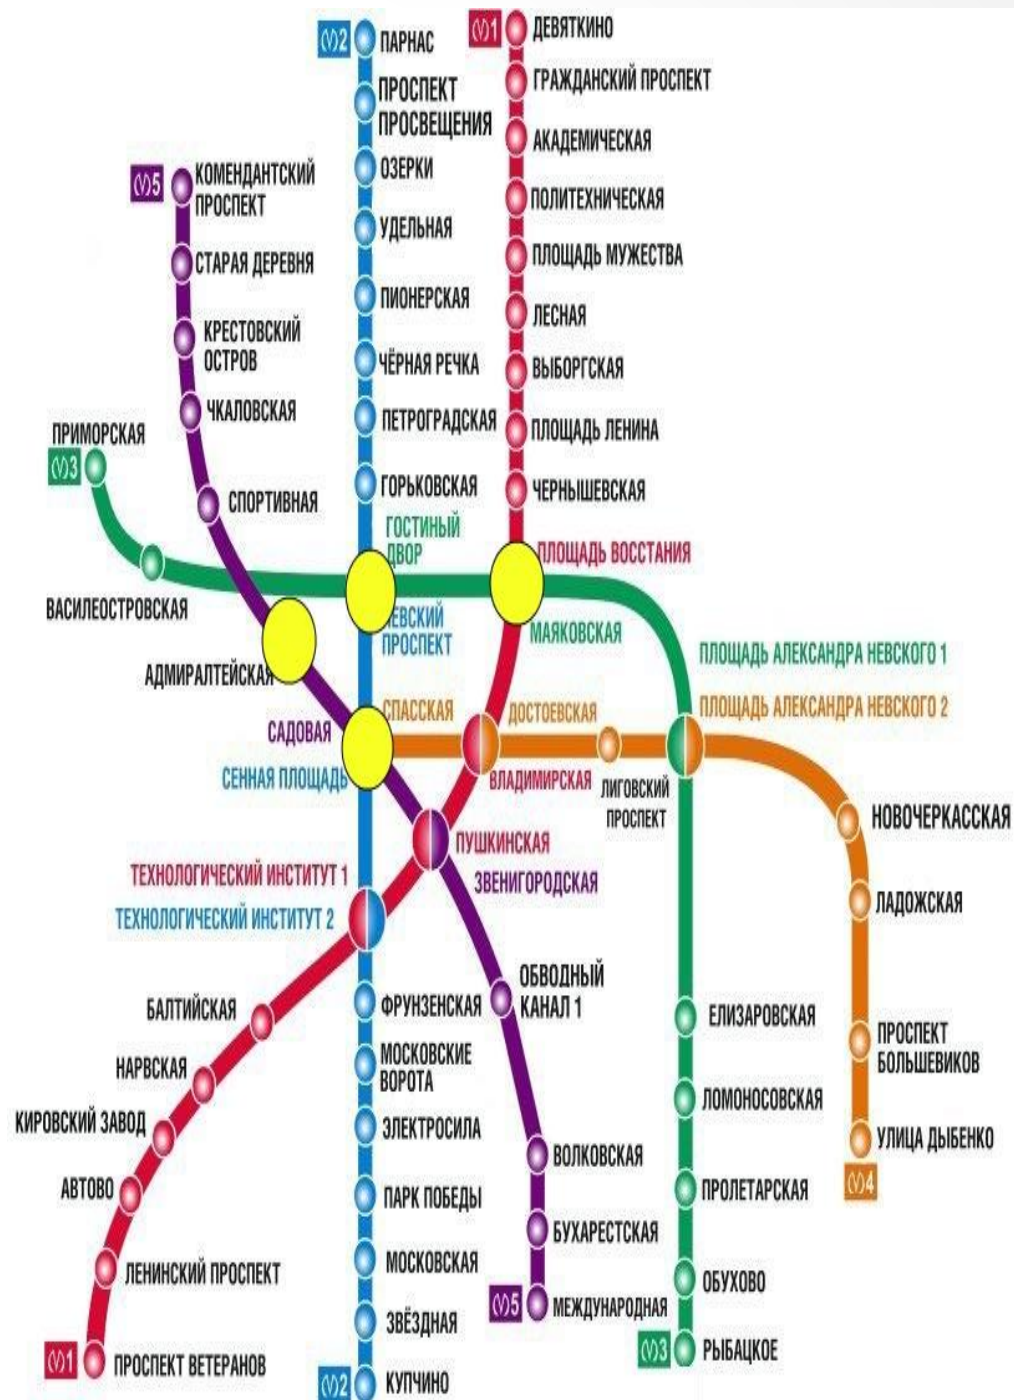 2
ПАРНАС
ПРОСПЕКТ
ПРОСВЕЩЕНИЯ
ОЗЕРКИ
УДЕЛЬНАЯ
ПИОНЕРСКАЯ
ЧЁРНАЯ РЕЧКА
ПЕТРОГРАДСКАЯ
ГОРЬКОВСКАЯ
ГОСТИНЫЙ
ДВОР
1
ДЕВЯТКИНО
ГРАЖДАНСКИЙ ПРОСПЕКТ
АКАДЕМИЧЕСКАЯ
ПОЛИТЕХНИЧЕСКАЯ
ПЛОЩАДЬ МУЖЕСТВА
ЛЕСНАЯ
ВЫБОРГСКАЯ
ПЛОЩАДЬ ЛЕНИНА
ЧЕРНЫШЕВСКАЯ
ПЛОЩАДЬ ВОССТАНИЯ
МАЯКОВСКАЯ
5
КОМЕНДАНТСКИЙ
ПРОСПЕКТ
СТАРАЯ ДЕРЕВНЯ
КРЕСТОВСКИЙ
ОСТРОВ
ЧКАЛОВСКАЯ
СПОРТИВНАЯ
ПРИМОРСКАЯ
3
ВАСИЛЕОСТРОВСКАЯ
АДМИРАЛТЕЙСКАЯ
ЕВСКИЙ
ПРОСПЕКТ
ПЛОЩАДЬ АЛЕКСАНДРА НЕВСКОГО 1
ПЛОЩАДЬ АЛЕКСАНДРА НЕВСКОГО 2
САДОВАЯ
СПАССКАЯ
ДОСТОЕВСКАЯ
СЕННАЯ ПЛОЩАДЬ
ВЛАДИМИРСКАЯ
ЛИГОВСКИЙ
ПРОСПЕКТ
НОВОЧЕРКАССКАЯ
ЛАДОЖСКАЯ
ПРОСПЕКТ
БОЛЬШЕВИКОВ
УЛИЦА ДЫБЕНКО
4
ПУШКИНСКАЯ
ЗВЕНИГОРОДСКАЯ
ТЕХНОЛОГИЧЕСКИЙ ИНСТИТУТ 1
ТЕХНОЛОГИЧЕСКИЙ ИНСТИТУТ 2
БАЛТИЙСКАЯ
НАРВСКАЯ
КИРОВСКИЙ ЗАВОД
АВТОВО
ЛЕНИНСКИЙ ПРОСПЕКТ
1
ПРОСПЕКТ ВЕТЕРАНОВ
ФРУНЗЕНСКАЯ
МОСКОВСКИЕ
ВОРОТА
ЭЛЕКТРОСИЛА
ПАРК ПОБЕДЫ
МОСКОВСКАЯ
ЗВЁЗДНАЯ
2
КУПЧИНО
ОБВОДНЫЙ
КАНАЛ 1
ВОЛКОВСКАЯ
БУХАРЕСТСКАЯ
5
МЕЖДУНАРОДНАЯ
ЕЛИЗАРОВСКАЯ
ЛОМОНОСОВСКАЯ
ПРОЛЕТАРСКАЯ
ОБУХОВО
3
РЫБАЦКОЕ